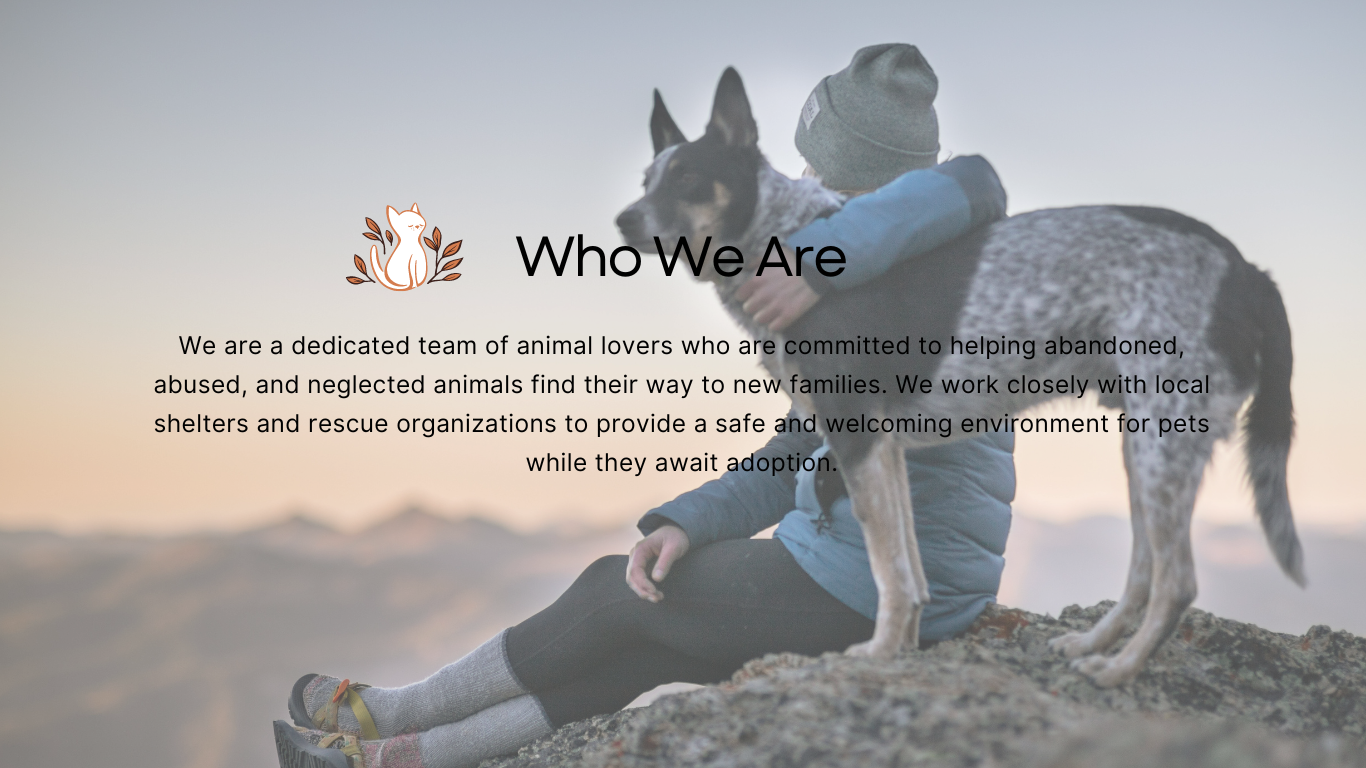 Who We Are
We are a dedicated team of animal lovers who are committed to helping abandoned,
abused, and neglected animals find their way to new families. We work closely with local
shelters and rescue organizations to provide a safe and welcoming environment for pets
while they await adoption.